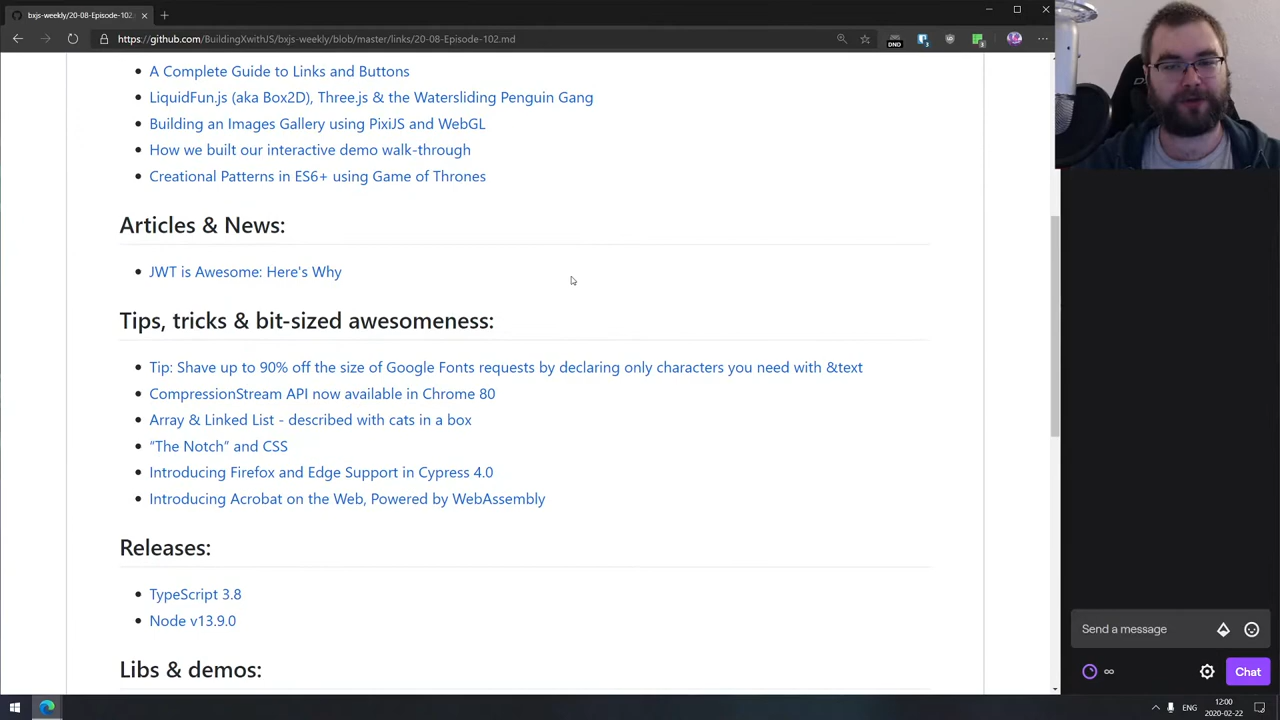 bxjs-weekly/20-08-Episode-102.
https://github.com/BuildingXwithJS/bxjs-weekly/blob/master/links/20-08-Episode-102.md
DND
3
3
A Complete Guide to Links and Buttons
LiquidFun.js (aka Box2D), Three.js & the Watersliding Penguin Gang
Building an Images Gallery using PixiJS and WebGL
How we built our interactive demo walk-through
Creational Patterns in ES6+ using Game of Thrones
Articles & News:
JWT is Awesome: Here's Why
Tips, tricks & bit-sized awesomeness:
Tip: Shave up to 90% off the size of Google Fonts requests by declaring only characters you need with &text
CompressionStream API now available in Chrome 80
Array & Linked List - described with cats in a box
“The Notch” and CSS
Introducing Firefox and Edge Support in Cypress 4.0
Introducing Acrobat on the Web, Powered by WebAssembly
Releases:
TypeScript 3.8
Node v13.9.0
Libs & demos:
Send a message
∞
Chat
ENG
12:00
2020-02-22